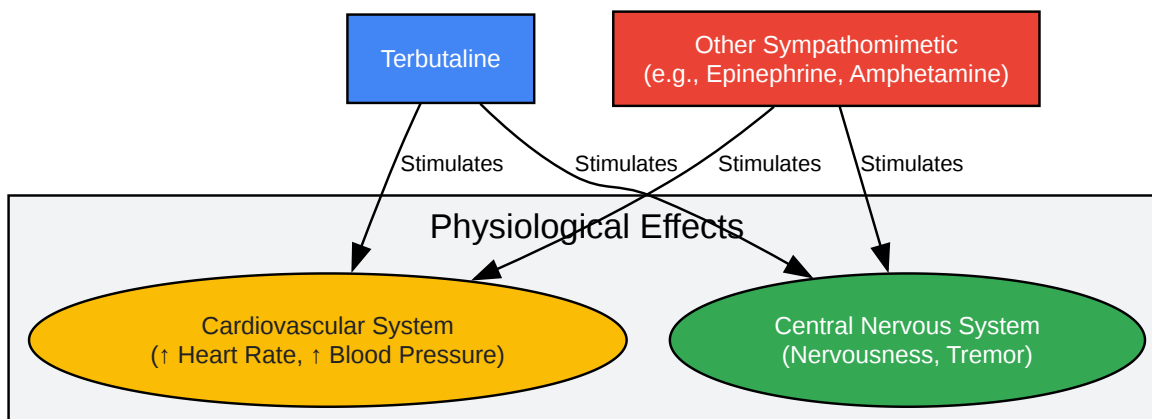 Terbutaline
Other Sympathomimetic
(e.g., Epinephrine, Amphetamine)
Stimulates
Stimulates
Stimulates
Stimulates
Physiological Effects
Cardiovascular System
(↑ Heart Rate, ↑ Blood Pressure)
Central Nervous System
(Nervousness, Tremor)